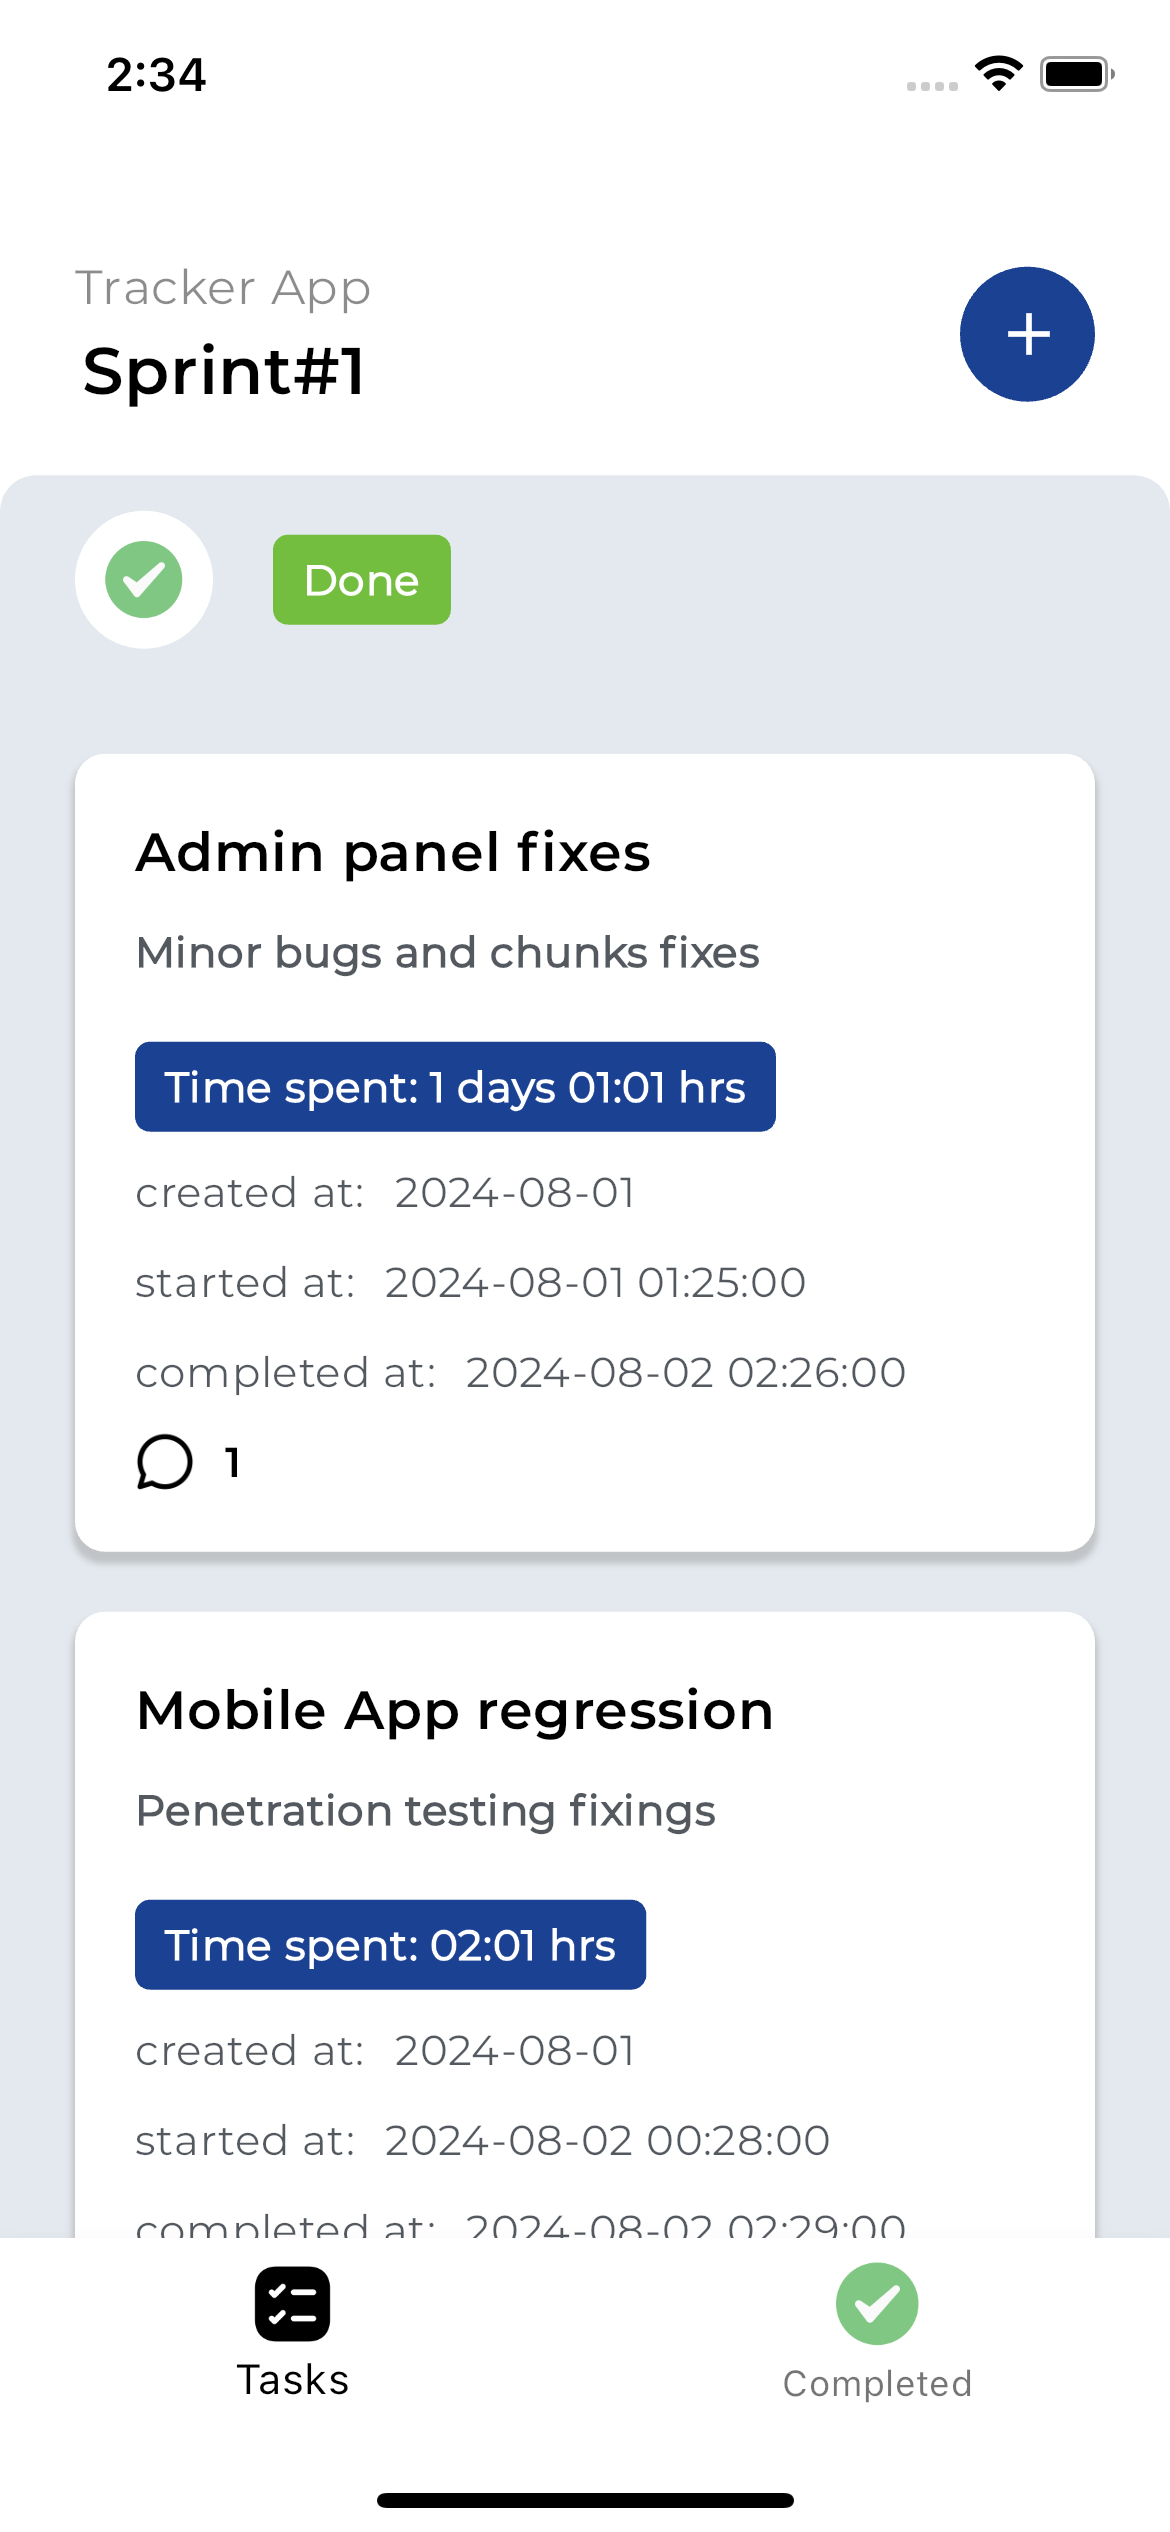 2:34
Tracker App
Sprint#1
Done
Admin panel fixes
Minor bugs and chunks fixes
Time spent: 1 days 01:01 hrs
created at: 2024-08-01
started at: 2024-08-01 01:25:00
completed at: 2024-08-02 02:26:00
1
Mobile App regression
Penetration testing fixings
Time spent: 02:01 hrs
created at: 2024-08-01
started at: 2024-08-02 00:28:00
completed at: 2024-08-02 02:29:00
Tasks
Completed